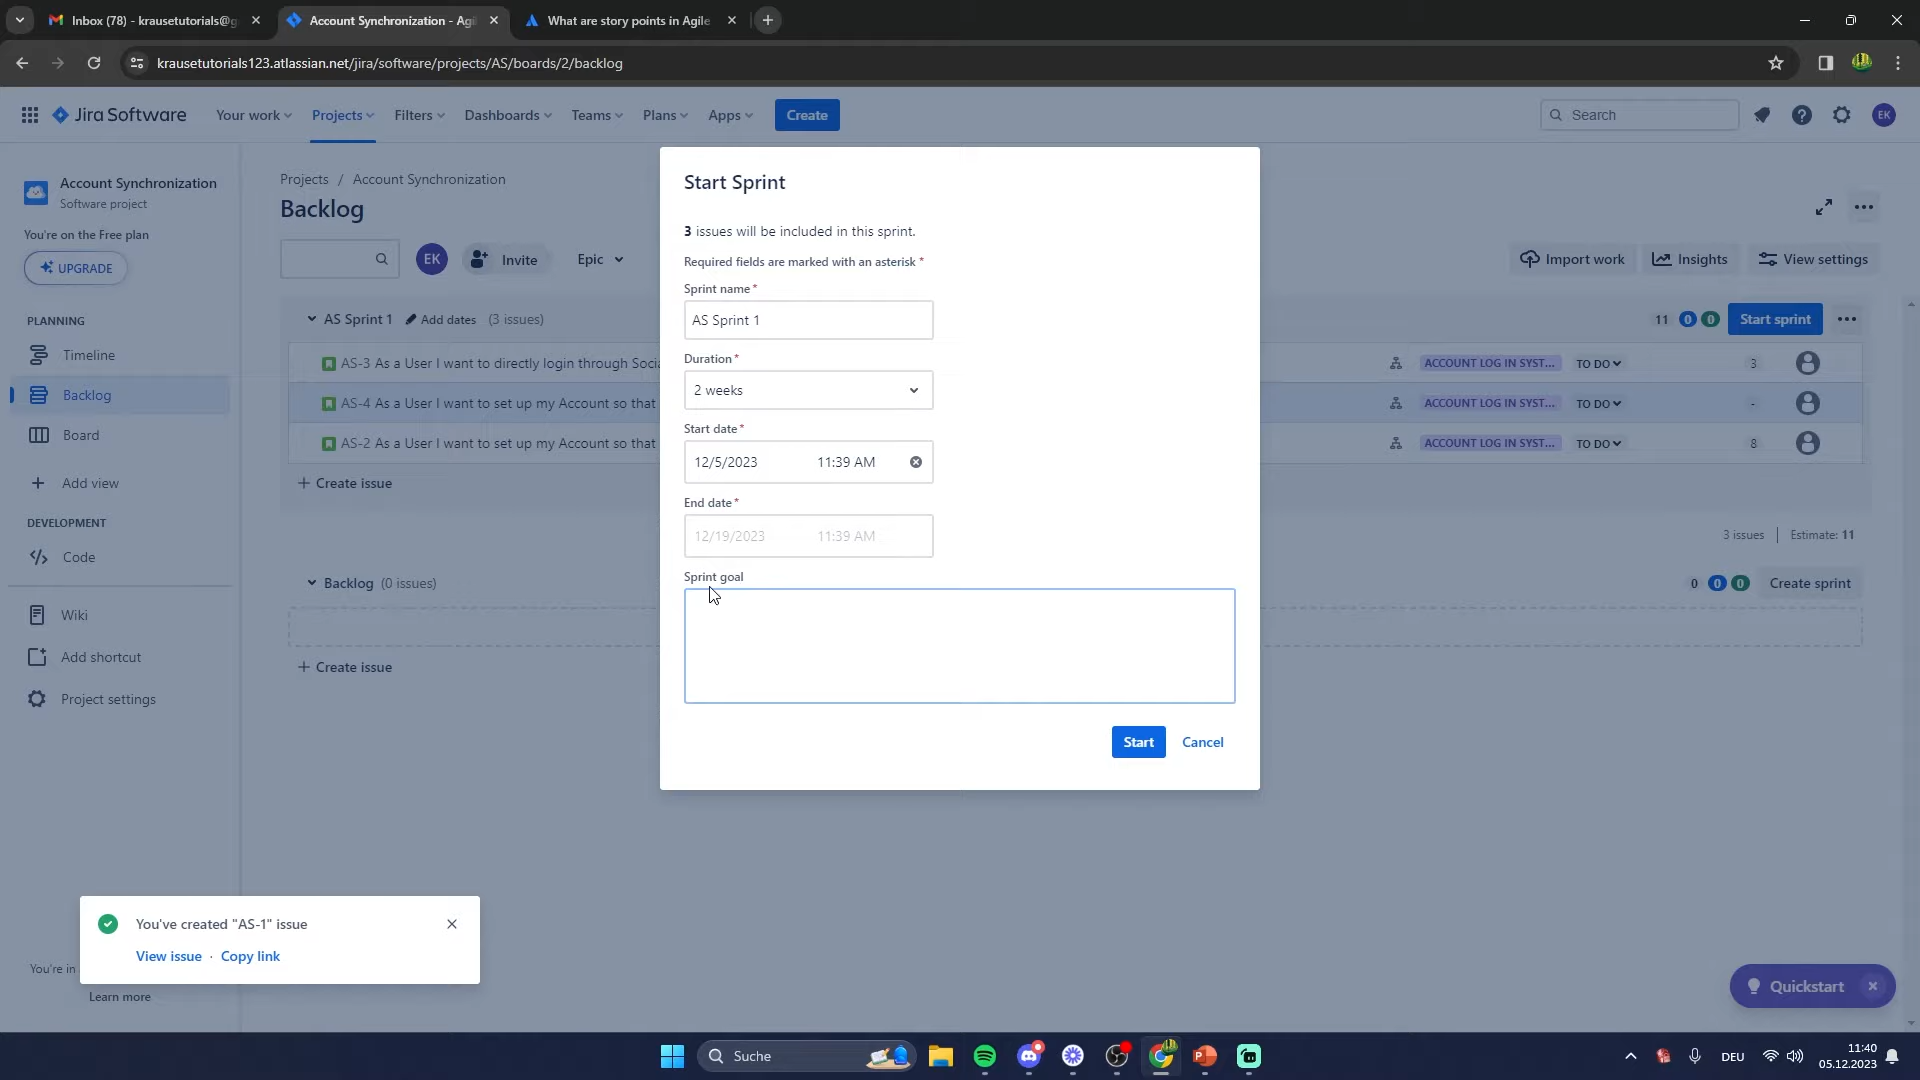 Inbox (78) - krausetutorials@g
Account Synchronization - Agi
What are story points in Agile
krausetutorials123.atlassian.net/jira/software/projects/AS/boards/2/backlog
Jira Software
Your work
Projects
Filters
Dashboards
Teams
Plans
Apps
Create
Search
EK
Account Synchronization
Software project
You're on the Free plan
UPGRADE
PLANNING
Timeline
Backlog
Board
Add view
DEVELOPMENT
Code
Wiki
Add shortcut
Project settings
You're in
Learn more
Projects / Account Synchronization
Backlog
EK
Invite
Epic
Import work
Insights
View settings
AS Sprint 1 Add dates (3 issues)
11 0 0 Start sprint
AS-3 As a User I want to directly login through Socia
ACCOUNT LOG IN SYST... TO DO 3
AS-4 As a User I want to set up my Account so that
ACCOUNT LOG IN SYST... TO DO -
AS-2 As a User I want to set up my Account so that
ACCOUNT LOG IN SYST... TO DO 8
+ Create issue
3 issues Estimate: 11
Backlog (0 issues)
0 0 0 Create sprint
+ Create issue
Start Sprint
3 issues will be included in this sprint.
Required fields are marked with an asterisk *
Sprint name*
AS Sprint 1
Duration*
2 weeks
Start date*
12/5/2023 11:39 AM
End date*
12/19/2023 11:39 AM
Sprint goal
Start
Cancel
You've created "AS-1" issue
View issue · Copy link
Quickstart
Suche
DEU
11:40
05.12.2023